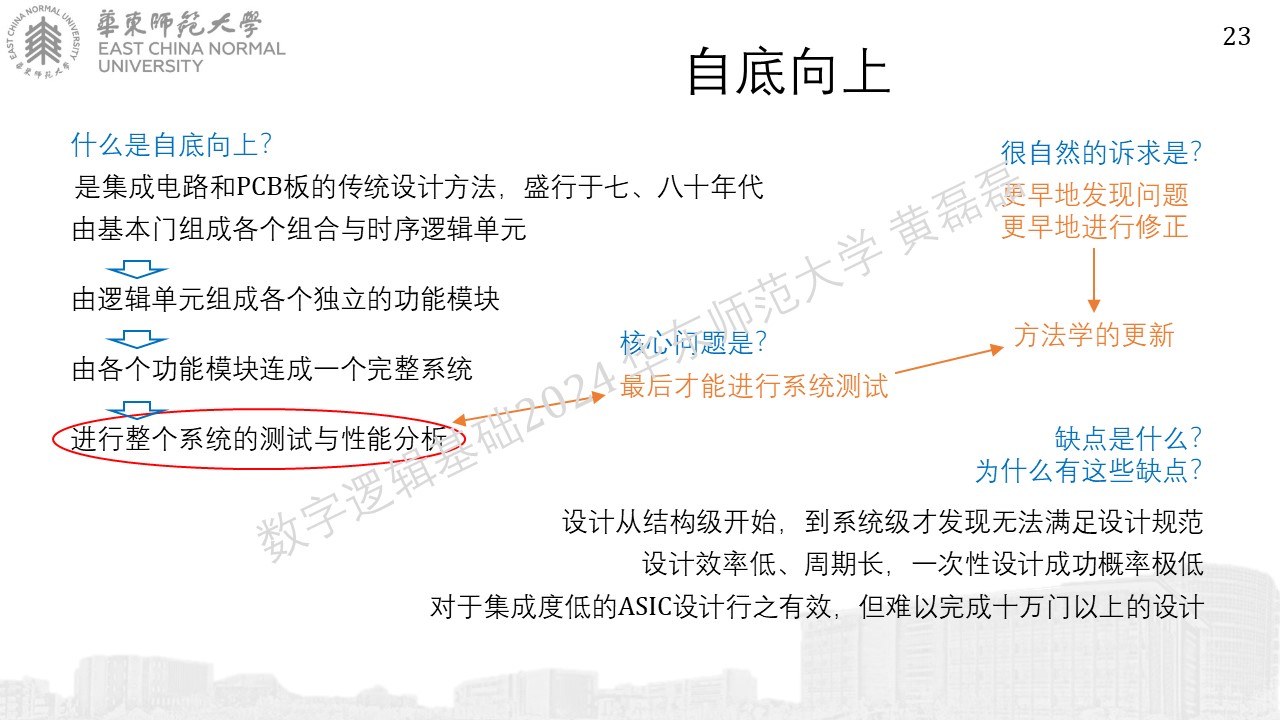 華東師范大學
EAST CHINA NORMAL
UNIVERSITY
EAST CHINA NORMAL UNIVERSITY
華東师范大学
23
自底向上
什么是自底向上？
是集成电路和PCB板的传统设计方法，盛行于七、八十年代
由基本门组成各个组合与时序逻辑单元
由逻辑单元组成各个独立的功能模块
由各个功能模块连成一个完整系统
进行整个系统的测试与性能分析
核心问题是？
最后才能进行系统测试
很自然的诉求是？
更早地发现问题
更早地进行修正
方法学的更新
缺点是什么？
为什么有这些缺点？
设计从结构级开始，到系统级才发现无法满足设计规范
设计效率低、周期长，一次性设计成功概率极低
对于集成度低的ASIC设计行之有效，但难以完成十万门以上的设计
数字逻辑基础2024 华东师范大学 黄磊磊